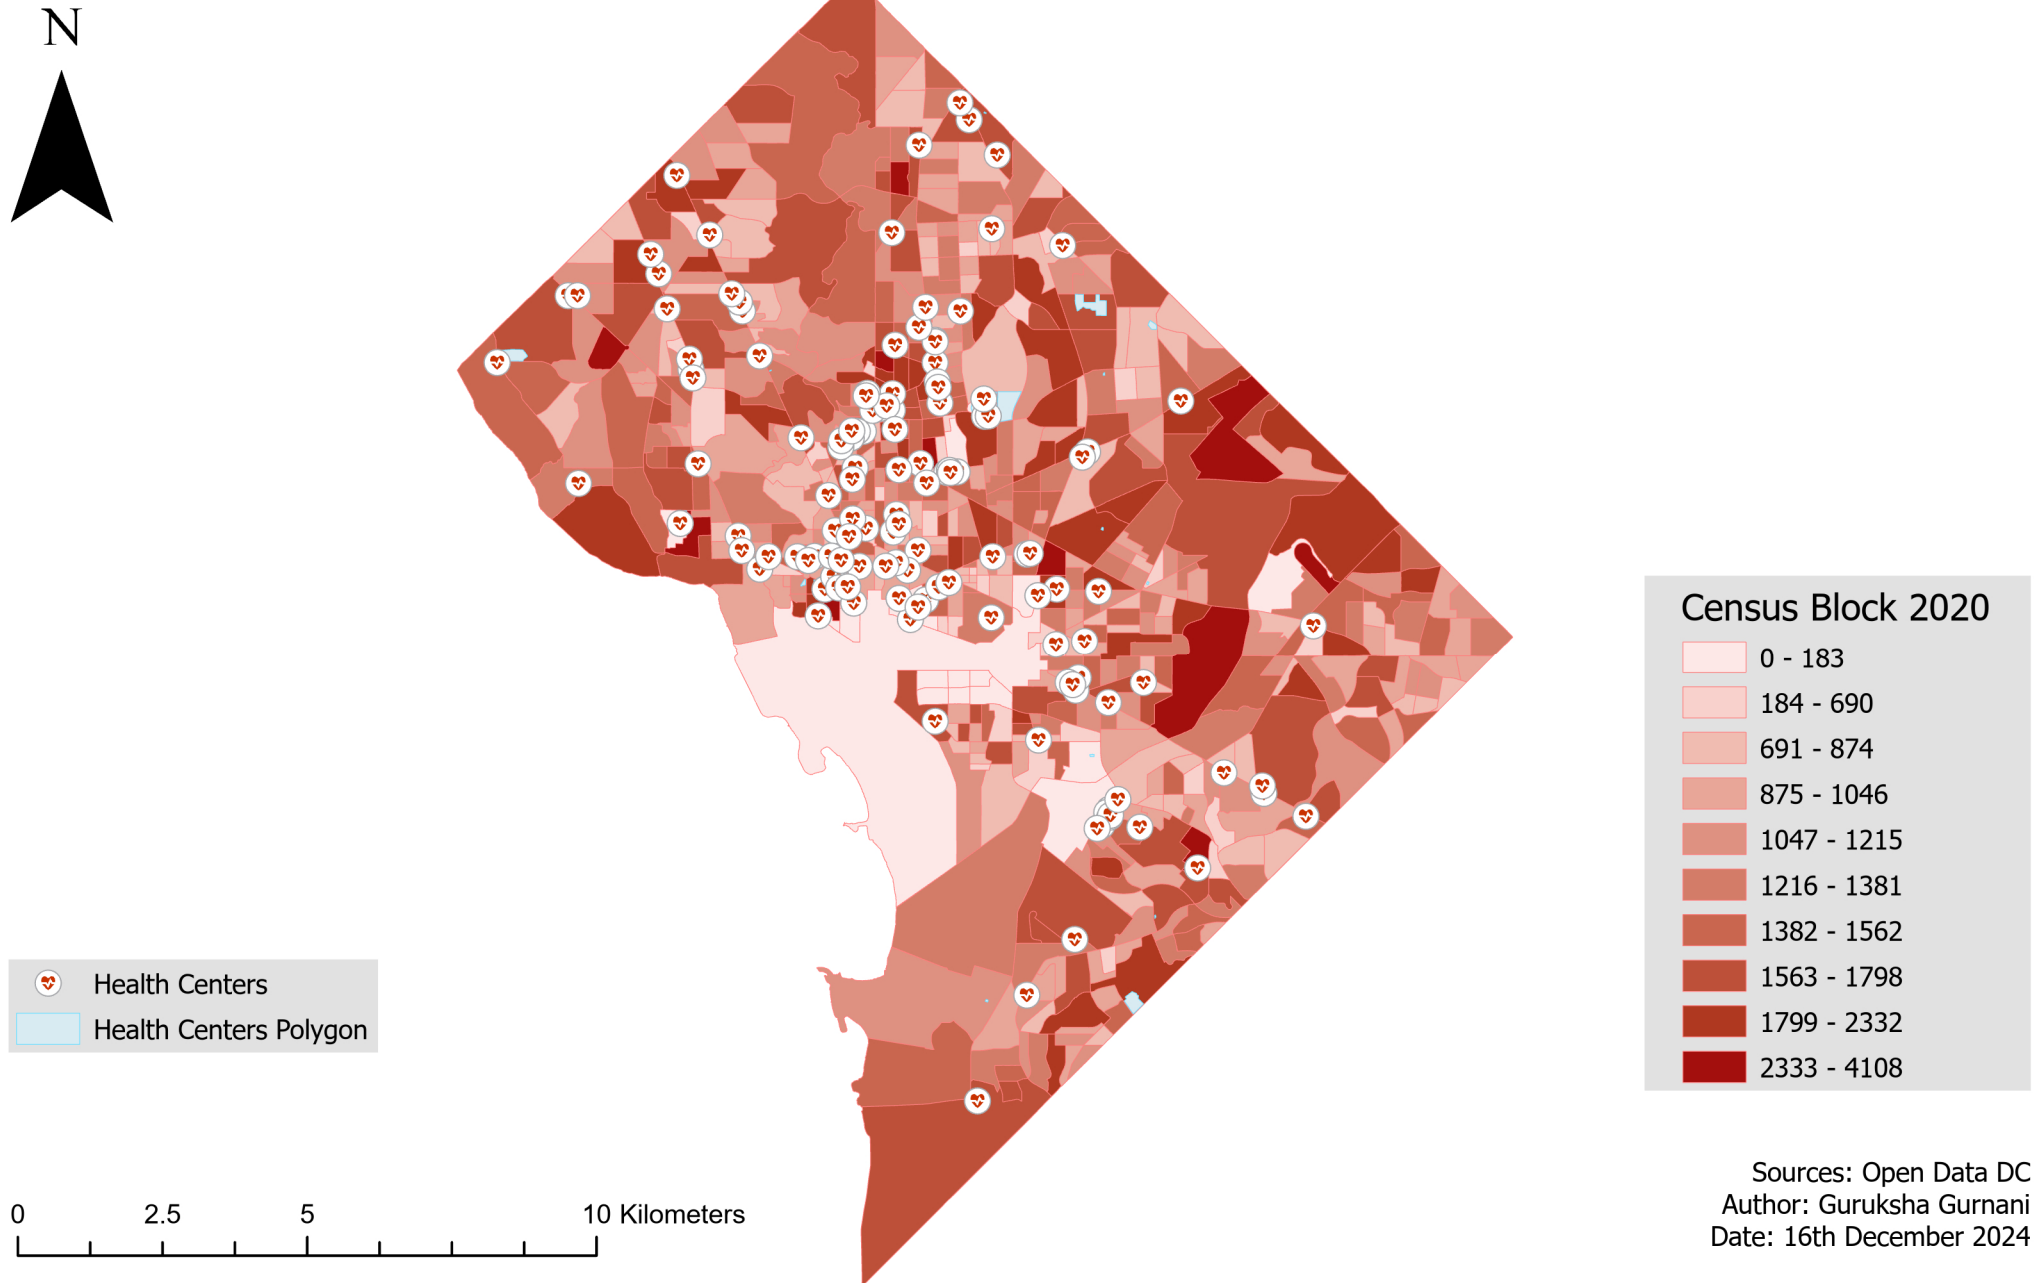 N
Census Block 2020
0 - 183
184 - 690
691 - 874
875 - 1046
1047 - 1215
1216 - 1381
1382 - 1562
1563 - 1798
1799 - 2332
2333 - 4108
Health Centers
Health Centers Polygon
0 2.5 5 10 Kilometers
Sources: Open Data DC
Author: Guruksha Gurnani
Date: 16th December 2024